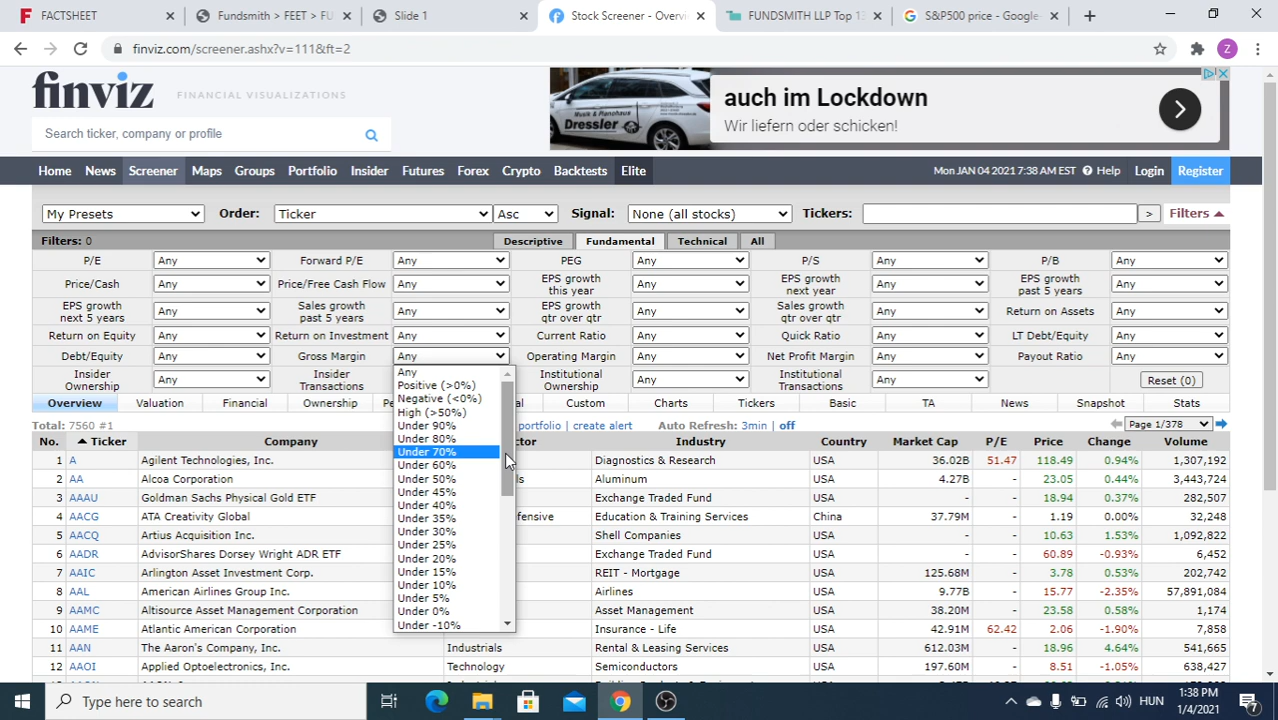 FACTSHEET
Fundsmith > FEET > FU
Slide 1
Stock Screener - Overvi
FUNDSMITH LLP Top 13
S&P500 price - Google
finviz.com/screener.ashx?v=111&ft=2
Z
finviz FINANCIAL VISUALIZATIONS
Search ticker, company or profile
Musik & Pianohaus
Dressler
auch im Lockdown
Wir liefern oder schicken!
Home News Screener Maps Groups Portfolio Insider Futures Forex Crypto Backtests Elite
Mon JAN 04 2021 7:38 AM EST Help Login Register
My Presets Order: Ticker Asc Signal: None (all stocks) Tickers: > Filters
Filters: 0 Descriptive Fundamental Technical All
P/E Any Forward P/E Any PEG Any P/S Any P/B Any
Price/Cash Any Price/Free Cash Flow Any EPS growth this year Any EPS growth next year Any EPS growth past 5 years Any
EPS growth next 5 years Any Sales growth past 5 years Any EPS growth qtr over qtr Any Sales growth qtr over qtr Any Return on Assets Any
Return on Equity Any Return on Investment Any Current Ratio Any Quick Ratio Any LT Debt/Equity Any
Debt/Equity Any Gross Margin Any Operating Margin Any Net Profit Margin Any Payout Ratio Any
Insider Ownership Any Insider Transactions Institutional Ownership Any Institutional Transactions Any Reset (0)
Any
Positive (>0%)
Negative (<0%)
High (>50%)
Under 90%
Under 80%
Under 70%
Under 60%
Under 50%
Under 45%
Under 40%
Under 35%
Under 30%
Under 25%
Under 20%
Under 15%
Under 10%
Under 5%
Under 0%
Under -10%
Overview Valuation Financial Ownership Custom Charts Tickers Basic TA News Snapshot Stats
Total: 7560 #1 portfolio | create alert Auto Refresh: 3min | off Page 1/378
No. Ticker Company Industry Country Market Cap P/E Price Change Volume
1 A Agilent Technologies, Inc. Diagnostics & Research USA 36.02B 51.47 118.49 0.94% 1,307,192
2 AA Alcoa Corporation Aluminum USA 4.27B - 23.05 0.44% 3,443,724
3 AAAU Goldman Sachs Physical Gold ETF Exchange Traded Fund USA - - 18.94 0.37% 282,507
4 AACG ATA Creativity Global Education & Training Services China 37.79M - 1.19 0.00% 32,248
5 AACQ Artius Acquisition Inc. Shell Companies USA - - 10.63 1.53% 1,092,822
6 AADR AdvisorShares Dorsey Wright ADR ETF Exchange Traded Fund USA - - 60.89 -0.93% 6,452
7 AAIC Arlington Asset Investment Corp. REIT - Mortgage USA 125.68M - 3.78 0.53% 202,742
8 AAL American Airlines Group Inc. Airlines USA 9.77B - 15.77 -2.35% 57,891,084
9 AAMC Altisource Asset Management Corporation Asset Management USA 38.20M - 23.58 0.58% 1,174
10 AAME Atlantic American Corporation Insurance - Life USA 42.91M 62.42 2.06 -1.90% 7,858
11 AAN The Aaron's Company, Inc. Industrials Rental & Leasing Services USA 612.03M - 18.96 4.64% 541,665
12 AAOI Applied Optoelectronics, Inc. Technology Semiconductors USA 197.60M - 8.51 -1.05% 638,427
Type here to search
HUN
1:38 PM
1/4/2021
7